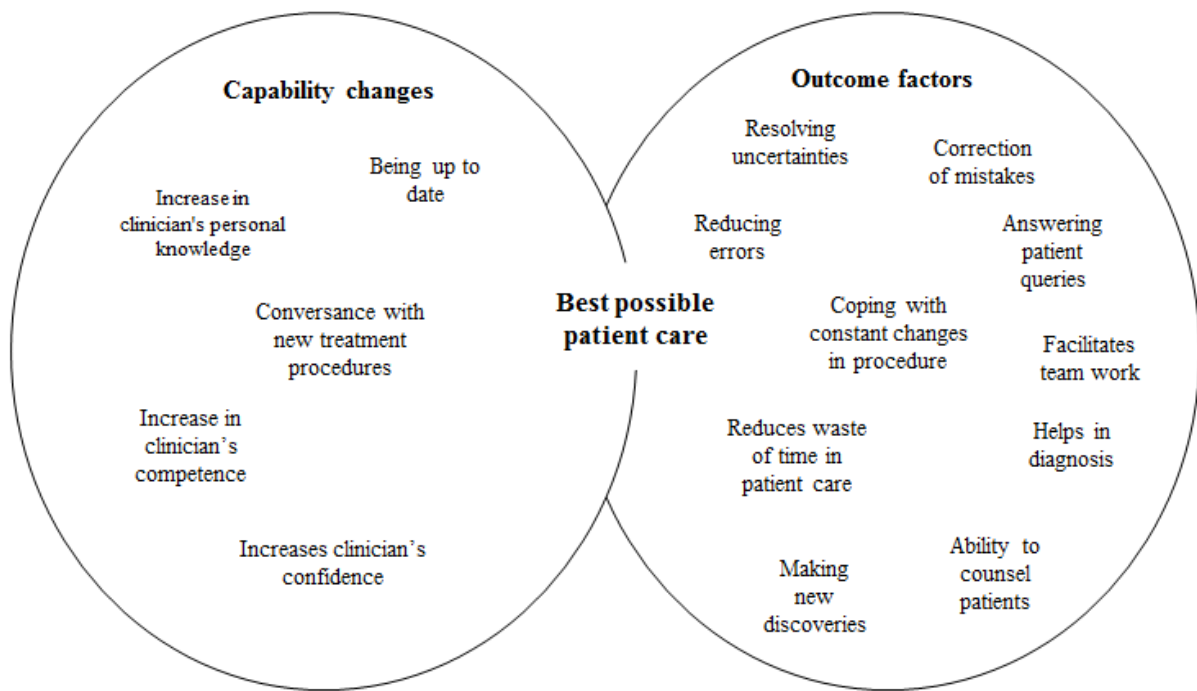 Capability changes
Being up to
date
Increase in
clinician's personal
knowledge
Conversance with
new treatment
procedures
Increase in
clinician’s
competence
Increases clinician’s
confidence
Best possible
patient care
Outcome factors
Resolving
uncertainties
Correction
of mistakes
Reducing
errors
Answering
patient
queries
Coping with
constant changes
in procedure
Facilitates
team work
Reduces waste
of time in
patient care
Helps in
diagnosis
Ability to
counsel
patients
Making
new
discoveries